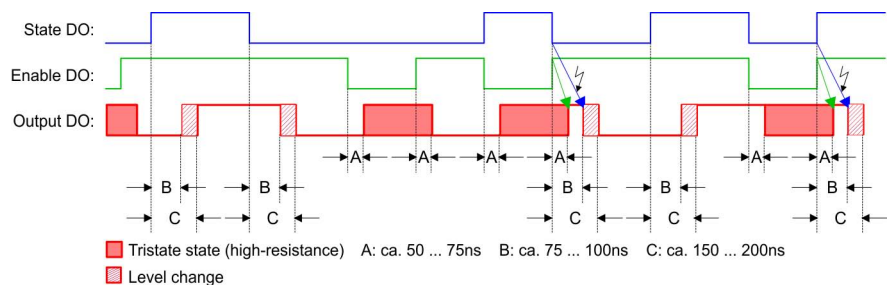 State DO:
Enable DO:
Output DO:
A A A A A A
B B B B B
C C C C C
Tristate state (high-resistance) A: ca. 50 ... 75ns B: ca. 75 ... 100ns C: ca. 150 ... 200ns
Level change